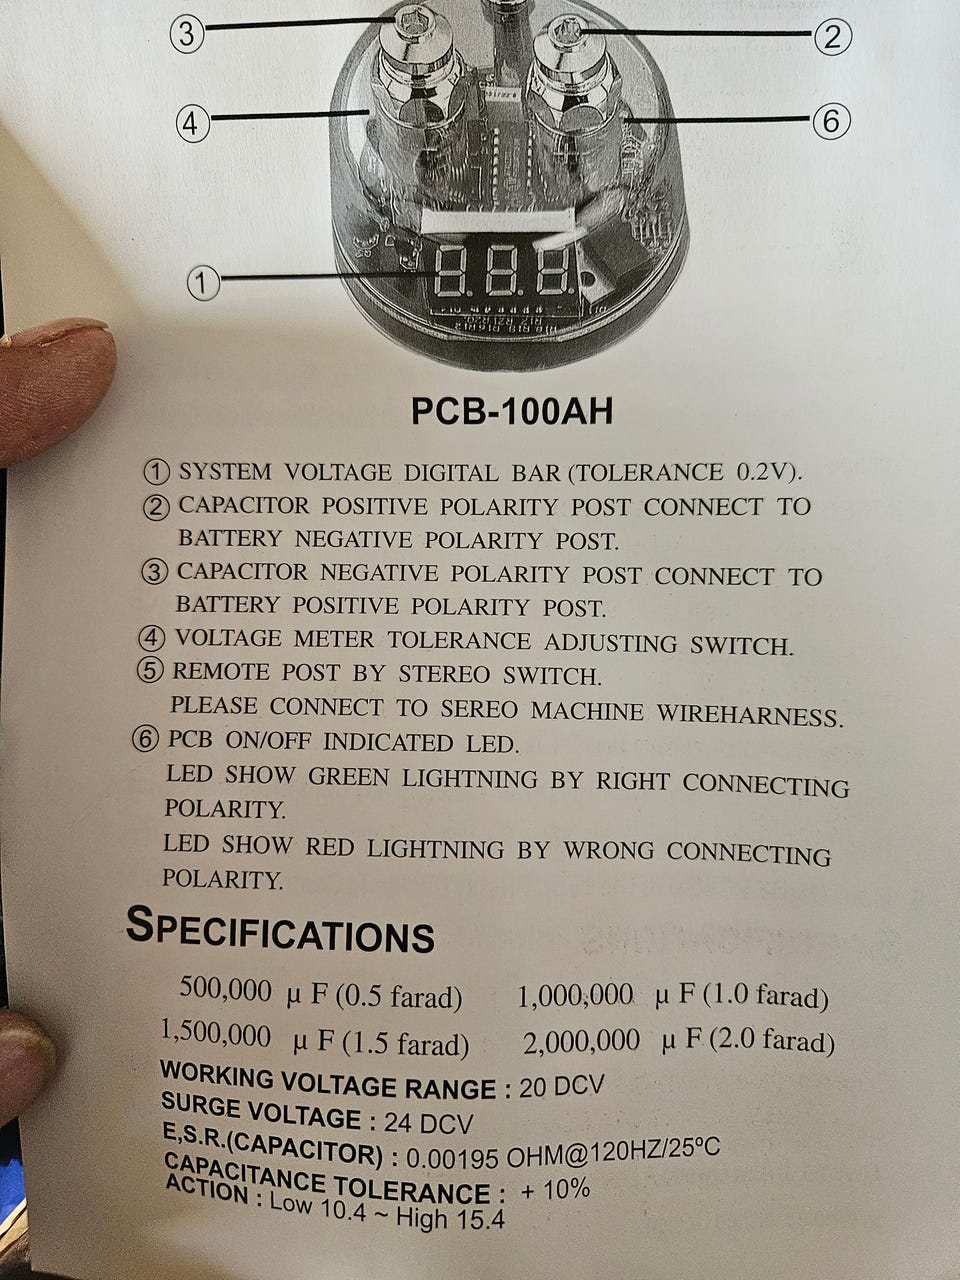 ③
②
④
⑥
①
8.8.8.
PCB-100AH
① SYSTEM VOLTAGE DIGITAL BAR (TOLERANCE 0.2V).
② CAPACITOR POSITIVE POLARITY POST CONNECT TO
BATTERY NEGATIVE POLARITY POST.
③ CAPACITOR NEGATIVE POLARITY POST CONNECT TO
BATTERY POSITIVE POLARITY POST.
④ VOLTAGE METER TOLERANCE ADJUSTING SWITCH.
⑤ REMOTE POST BY STEREO SWITCH.
PLEASE CONNECT TO SEREO MACHINE WIREHARNESS.
⑥ PCB ON/OFF INDICATED LED.
LED SHOW GREEN LIGHTNING BY RIGHT CONNECTING
POLARITY.
LED SHOW RED LIGHTNING BY WRONG CONNECTING
POLARITY.
SPECIFICATIONS
500,000 μ F (0.5 farad) 1,000,000 μ F (1.0 farad)
1,500,000 μ F (1.5 farad) 2,000,000 μ F (2.0 farad)
WORKING VOLTAGE RANGE : 20 DCV
SURGE VOLTAGE : 24 DCV
E,S.R.(CAPACITOR) : 0.00195 OHM@120HZ/25ºC
CAPACITANCE TOLERANCE : + 10%
ACTION : Low 10.4 ~ High 15.4